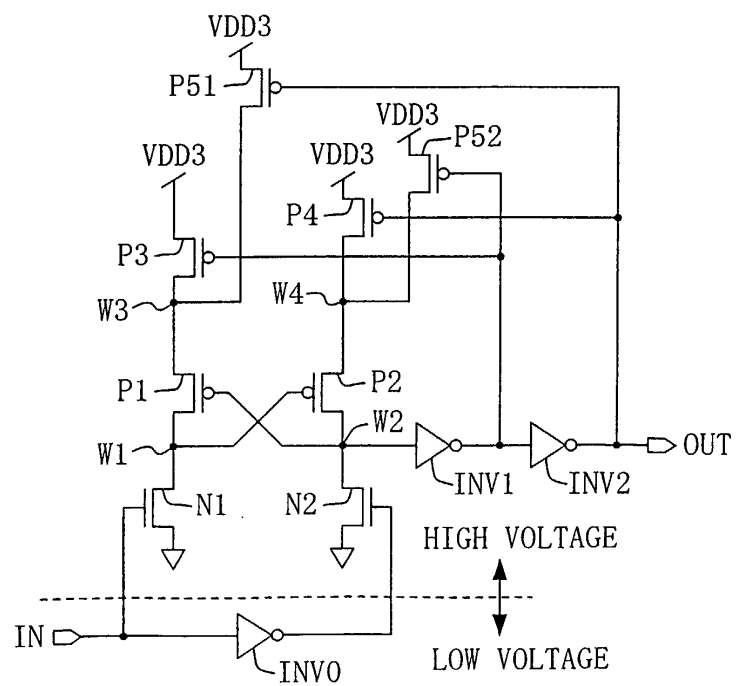 VDD3
P51
VDD3
P52
VDD3
VDD3
P4
P3
W3
W4
P1
P2
W1
W2
OUT
INV1
INV2
N1
N2
HIGH VOLTAGE
IN
LOW VOLTAGE
INV0